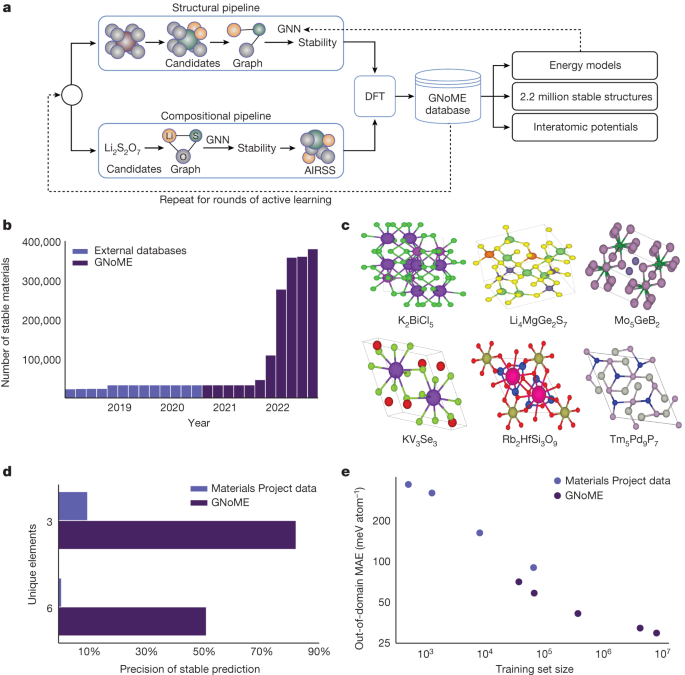 a
Structural pipeline
GNN
Candidates
Graph
Stability
Compositional pipeline
Li₂S₂O₇
Li
S
O
GNN
Stability
Candidates
Graph
AIRSS
DFT
GNoME
database
Energy models
2.2 million stable structures
Interatomic potentials
Repeat for rounds of active learning
b
External databases
GNoME
Number of stable materials
400,000
300,000
200,000
100,000
2019
2020
2021
2022
Year
c
K₂BiCl₅
Li₄MgGe₂S₇
Mo₅GeB₂
KV₃Se₃
Rb₂HfSi₃O₉
Tm₅Pd₉P₇
d
Materials Project data
GNoME
Unique elements
3
6
10%
30%
50%
70%
90%
Precision of stable prediction
e
Materials Project data
GNoME
Out-of-domain MAE (meV atom⁻¹)
200
100
50
25
10³
10⁴
10⁵
10⁶
10⁷
Training set size